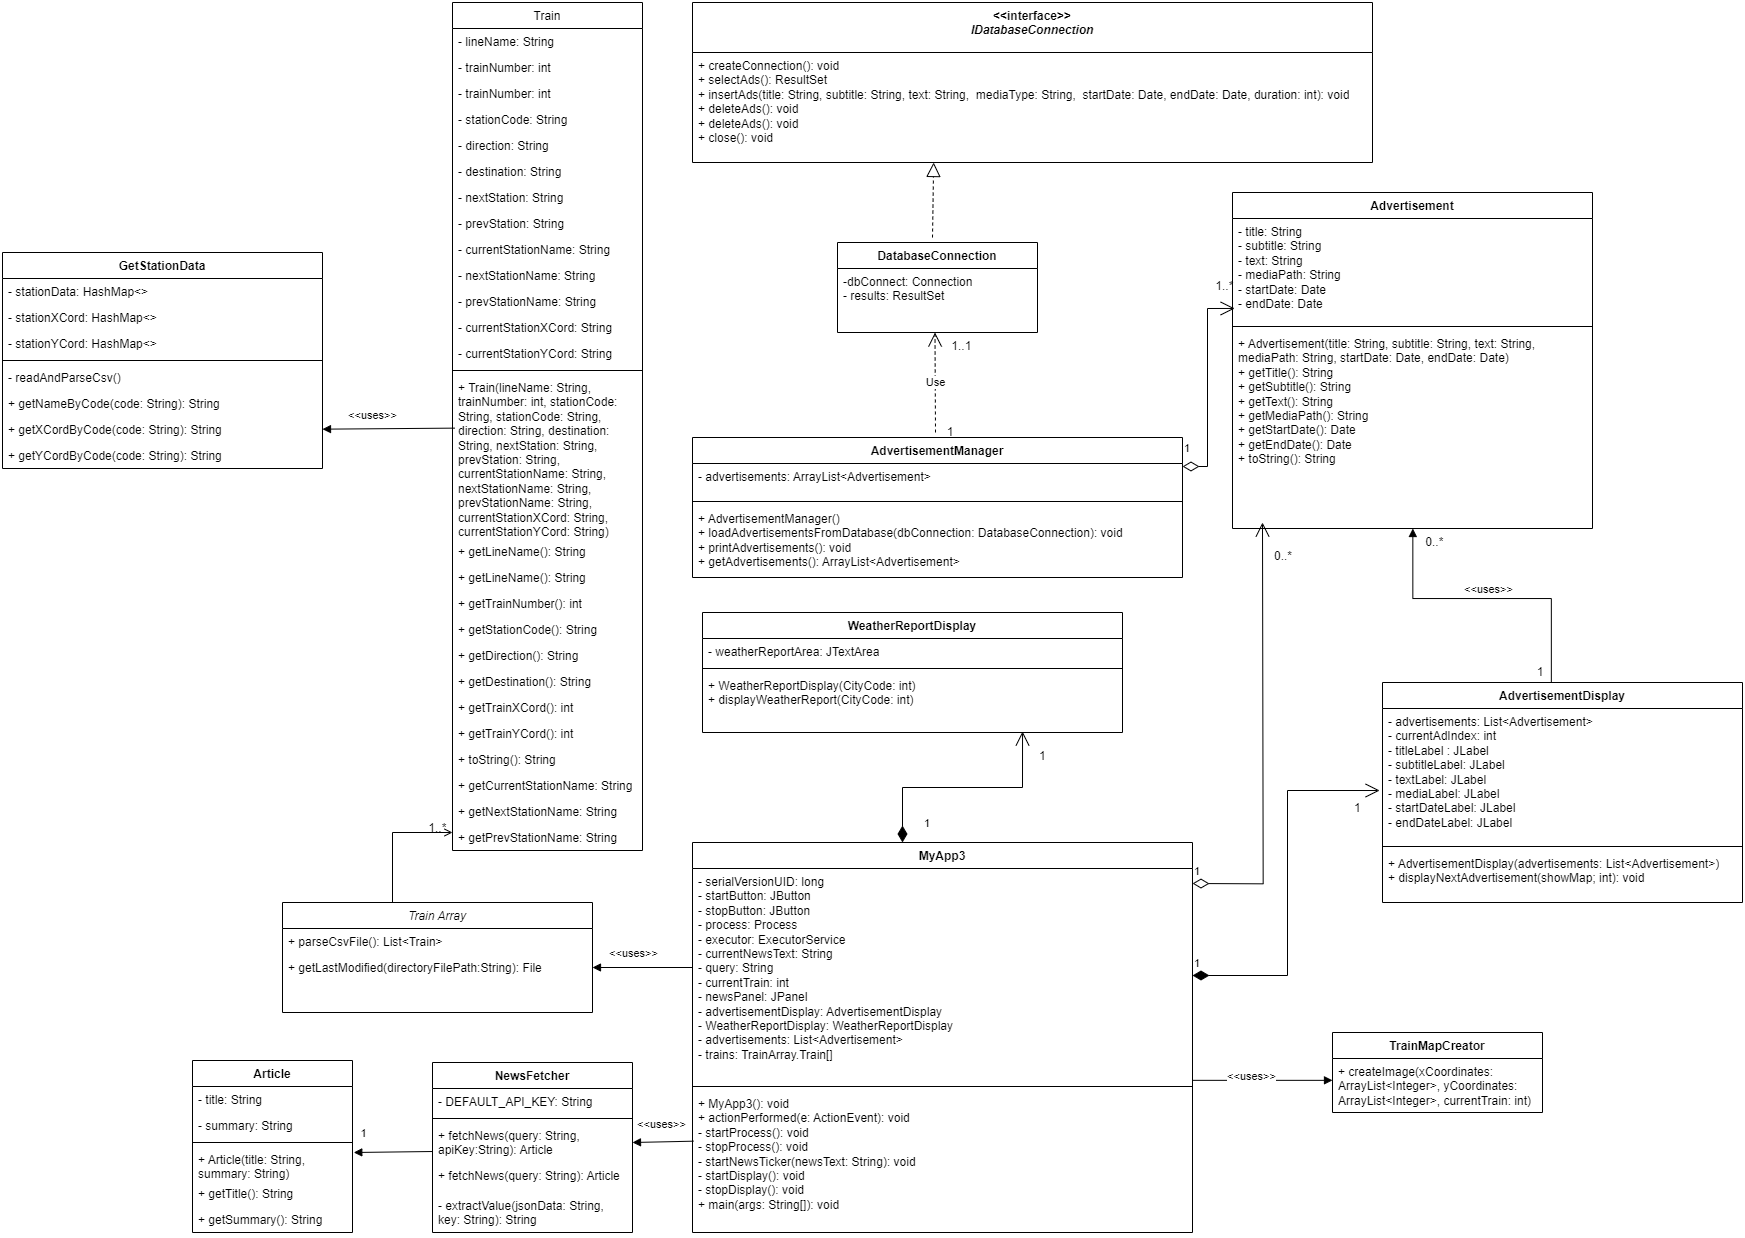 Train
- lineName: String
- trainNumber: int
- trainNumber: int
- stationCode: String
- direction: String
- destination: String
- nextStation: String
- prevStation: String
- currentStationName: String
- nextStationName: String
- prevStationName: String
- currentStationXCord: String
- currentStationYCord: String
+ Train(lineName: String,
trainNumber: int, stationCode:
String, stationCode: String,
direction: String, destination:
String, nextStation: String,
prevStation: String,
currentStationName: String,
nextStationName: String,
prevStationName: String,
currentStationXCord: String,
currentStationYCord: String)
+ getLineName(): String
+ getLineName(): String
+ getTrainNumber(): int
+ getStationCode(): String
+ getDirection(): String
+ getDestination(): String
+ getTrainXCord(): int
+ getTrainYCord(): int
+ toString(): String
+ getCurrentStationName: String
+ getNextStationName: String
+ getPrevStationName: String
<<interface>>
IDatabaseConnection
+ createConnection(): void
+ selectAds(): ResultSet
+ insertAds(title: String, subtitle: String, text: String, mediaType: String, startDate: Date, endDate: Date, duration: int): void
+ deleteAds(): void
+ deleteAds(): void
+ close(): void
GetStationData
- stationData: HashMap<>
- stationXCord: HashMap<>
- stationYCord: HashMap<>
- readAndParseCsv()
+ getNameByCode(code: String): String
+ getXCordByCode(code: String): String
+ getYCordByCode(code: String): String
<<uses>>
DatabaseConnection
-dbConnect: Connection
- results: ResultSet
1..1
Use
1
Advertisement
- title: String
- subtitle: String
- text: String
- mediaPath: String
- startDate: Date
- endDate: Date
+ Advertisement(title: String, subtitle: String, text: String,
mediaPath: String, startDate: Date, endDate: Date)
+ getTitle(): String
+ getSubtitle(): String
+ getText(): String
+ getMediaPath(): String
+ getStartDate(): Date
+ getEndDate(): Date
+ toString(): String
1..*
1
AdvertisementManager
- advertisements: ArrayList<Advertisement>
+ AdvertisementManager()
+ loadAdvertisementsFromDatabase(dbConnection: DatabaseConnection): void
+ printAdvertisements(): void
+ getAdvertisements(): ArrayList<Advertisement>
0..*
0..*
<<uses>>
1
WeatherReportDisplay
- weatherReportArea: JTextArea
+ WeatherReportDisplay(CityCode: int)
+ displayWeatherReport(CityCode: int)
1
1
AdvertisementDisplay
- advertisements: List<Advertisement>
- currentAdIndex: int
- titleLabel : JLabel
- subtitleLabel: JLabel
- textLabel: JLabel
- mediaLabel: JLabel
- startDateLabel: JLabel
- endDateLabel: JLabel
+ AdvertisementDisplay(advertisements: List<Advertisement>)
+ displayNextAdvertisement(showMap; int): void
1
1..*
Train Array
+ parseCsvFile(): List<Train>
+ getLastModified(directoryFilePath:String): File
<<uses>>
MyApp3
- serialVersionUID: long
- startButton: JButton
- stopButton: JButton
- process: Process
- executor: ExecutorService
- currentNewsText: String
- query: String
- currentTrain: int
- newsPanel: JPanel
- advertisementDisplay: AdvertisementDisplay
- WeatherReportDisplay: WeatherReportDisplay
- advertisements: List<Advertisement>
- trains: TrainArray.Train[]
+ MyApp3(): void
+ actionPerformed(e: ActionEvent): void
- startProcess(): void
- stopProcess(): void
- startNewsTicker(newsText: String): void
- startDisplay(): void
- stopDisplay(): void
+ main(args: String[]): void
1
1
<<uses>>
TrainMapCreator
+ createImage(xCoordinates:
ArrayList<Integer>, yCoordinates:
ArrayList<Integer>, currentTrain: int)
Article
- title: String
- summary: String
+ Article(title: String,
summary: String)
+ getTitle(): String
+ getSummary(): String
1
NewsFetcher
- DEFAULT_API_KEY: String
+ fetchNews(query: String,
apiKey:String): Article
+ fetchNews(query: String): Article
- extractValue(jsonData: String,
key: String): String
<<uses>>